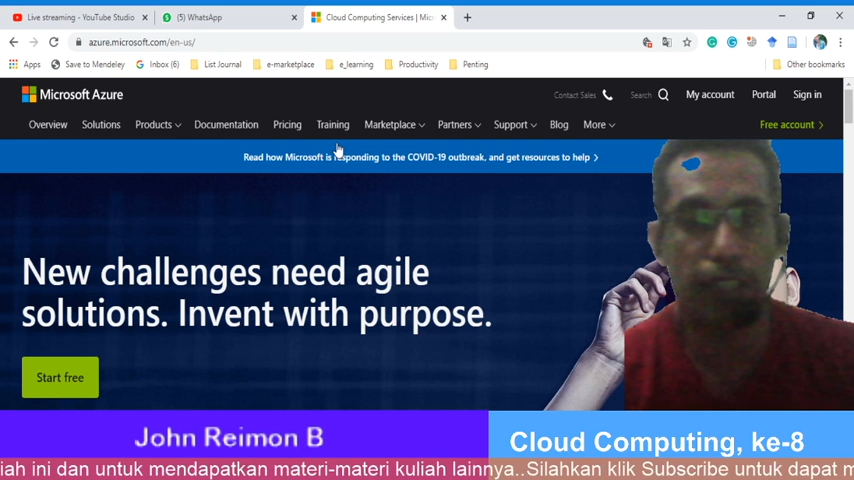 Live streaming - YouTube Studio
(5) WhatsApp
Cloud Computing Services | Mic
azure.microsoft.com/en-us/
Apps
Save to Mendeley
Inbox (6)
List Journal
e-marketplace
e_learning
Productivity
Penting
Other bookmarks
Microsoft Azure
Contact Sales
Search
My account
Portal
Sign in
Overview
Solutions
Products
Documentation
Pricing
Training
Marketplace
Partners
Support
Blog
More
Free account
Read how Microsoft is responding to the COVID-19 outbreak, and get resources to help
New challenges need agile
solutions. Invent with purpose.
Start free
John Reimon B
Cloud Computing, ke-8
iah ini dan untuk mendapatkan materi-materi kuliah lainnya..Silahkan klik Subscribe untuk dapat m